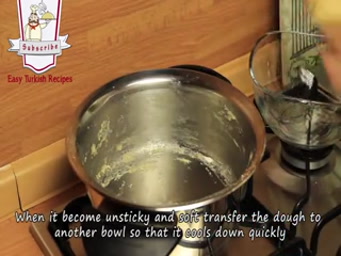 Subscribe
Easy Turkish Recipes
When it become unsticky and soft transfer the dough to
another bowl so that it cools down quickly